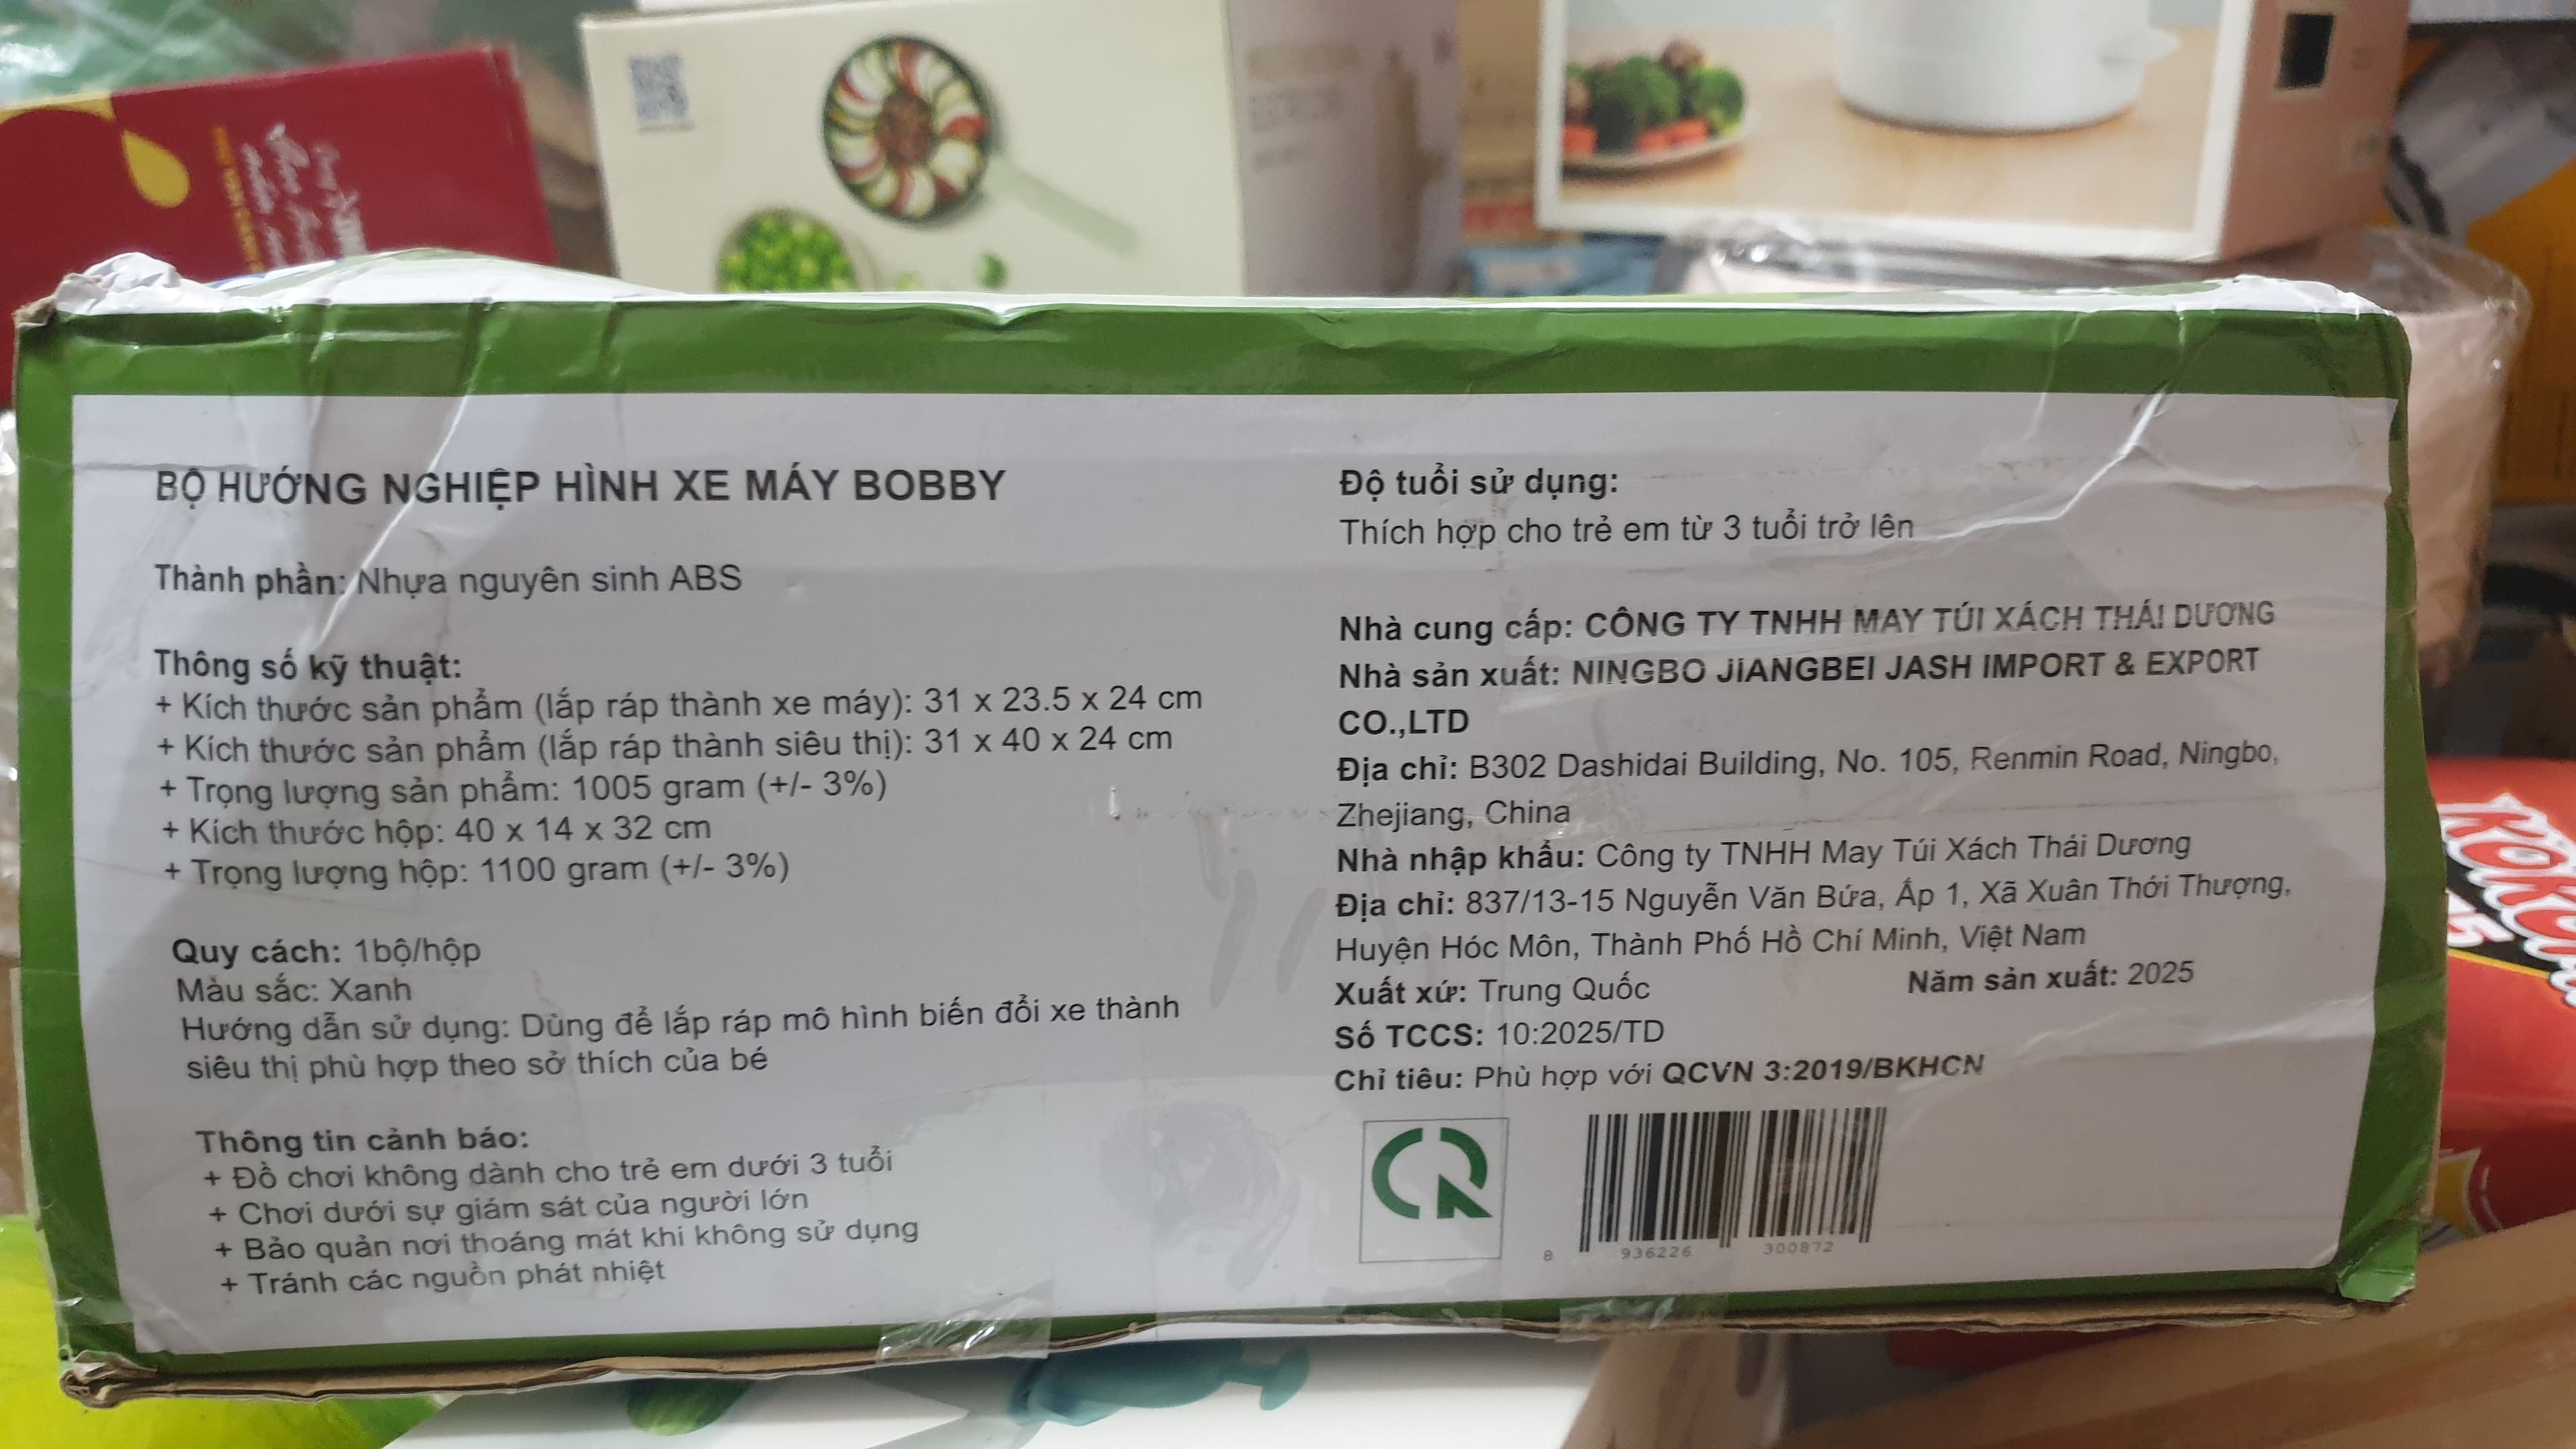 BỘ HƯỚNG NGHIỆP HÌNH XE MÁY BOBBY
Thành phần: Nhựa nguyên sinh ABS
Thông số kỹ thuật:
+ Kích thước sản phẩm (lắp ráp thành xe máy): 31 x 23.5 x 24 cm
+ Kích thước sản phẩm (lắp ráp thành siêu thị): 31 x 40 x 24 cm
+ Trọng lượng sản phẩm: 1005 gram (+/- 3%)
+ Kích thước hộp: 40 x 14 x 32 cm
+ Trọng lượng hộp: 1100 gram (+/- 3%)
Quy cách: 1bộ/hộp
Màu sắc: Xanh
Hướng dẫn sử dụng: Dùng để lắp ráp mô hình biến đổi xe thành
siêu thị phù hợp theo sở thích của bé
Thông tin cảnh báo:
+ Đồ chơi không dành cho trẻ em dưới 3 tuổi
+ Chơi dưới sự giám sát của người lớn
+ Bảo quản nơi thoáng mát khi không sử dụng
+ Tránh các nguồn phát nhiệt
Độ tuổi sử dụng:
Thích hợp cho trẻ em từ 3 tuổi trở lên
Nhà cung cấp: CÔNG TY TNHH MAY TÚI XÁCH THÁI DƯƠNG
Nhà sản xuất: NINGBO JIANGBEI JASH IMPORT & EXPORT
CO.,LTD
Địa chỉ: B302 Dashidai Building, No. 105, Renmin Road, Ningbo,
Zhejiang, China
Nhà nhập khẩu: Công ty TNHH May Túi Xách Thái Dương
Địa chỉ: 837/13-15 Nguyễn Văn Bứa, Ấp 1, Xã Xuân Thới Thượng,
Huyện Hóc Môn, Thành Phố Hồ Chí Minh, Việt Nam
Xuất xứ: Trung Quốc Năm sản xuất: 2025
Số TCCS: 10:2025/TD
Chỉ tiêu: Phù hợp với QCVN 3:2019/BKHCN
8 936226 300872